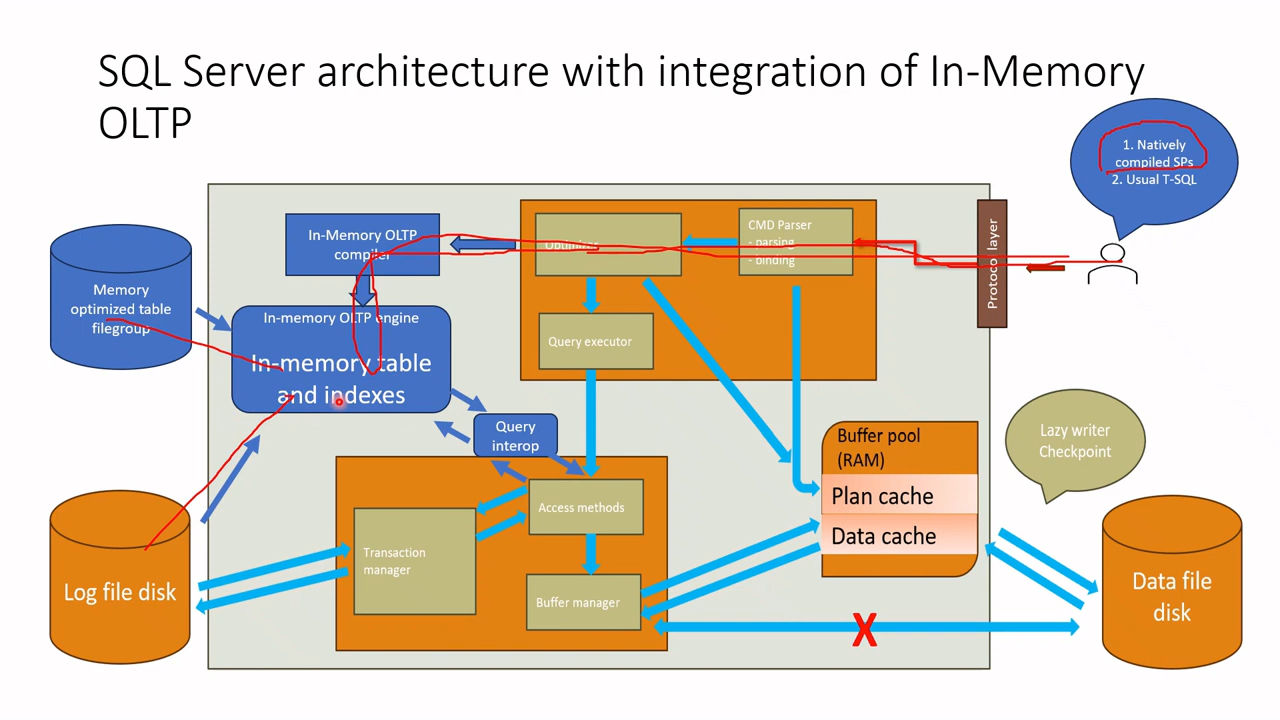 SQL Server architecture with integration of In-Memory
OLTP
1. Natively
compiled SPs
2. Usual T-SQL
Protocol layer
CMD Parser
- parsing
- binding
Optimizer
In-Memory OLTP
compiler
Memory
optimized table
filegroup
In-memory OLTP engine
In-memory table
and indexes
Query executor
Query
interop
Buffer pool
(RAM)
Plan cache
Data cache
Lazy writer
Checkpoint
Access methods
Transaction
manager
Buffer manager
Log file disk
Data file
disk
X